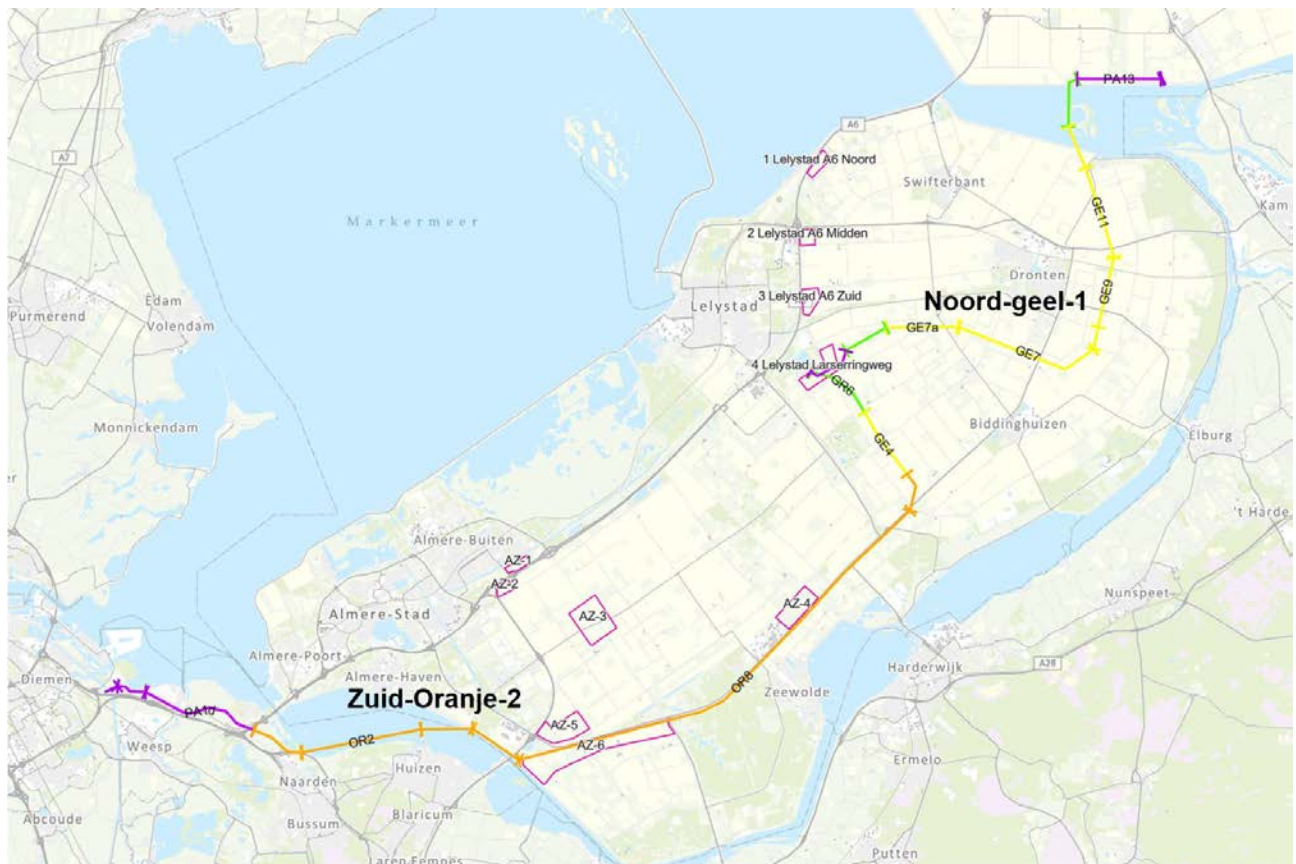 PA13
A6
1 Lelystad A6 Noord
A7
Swifterbant
Kam
Markermeer
GE11
2 Lelystad A6 Midden
Dronten
Edam
Volendam
3 Lelystad A6 Zuid
Noord-geel-1
GE9
Purmerend
Lelystad
GE7a
GE7
4 Lelystad Larserringweg
GR6
Monnickendam
Biddinghuizen
Elburg
GE4
't Harde
Almere-Buiten
AZ-1
AZ-2
Nunspeet
AZ-4
AZ-3
Almere-Stad
Almere-Poort
Harderwijk
A28
Almere-Haven
Diemen
OR8
Zeewolde
Zuid-Oranje-2
AZ-5
OR2
AZ-6
Weesp
Huizen
Naarden
Ermelo
Blaricum
Abcoude
Bussum
Putten